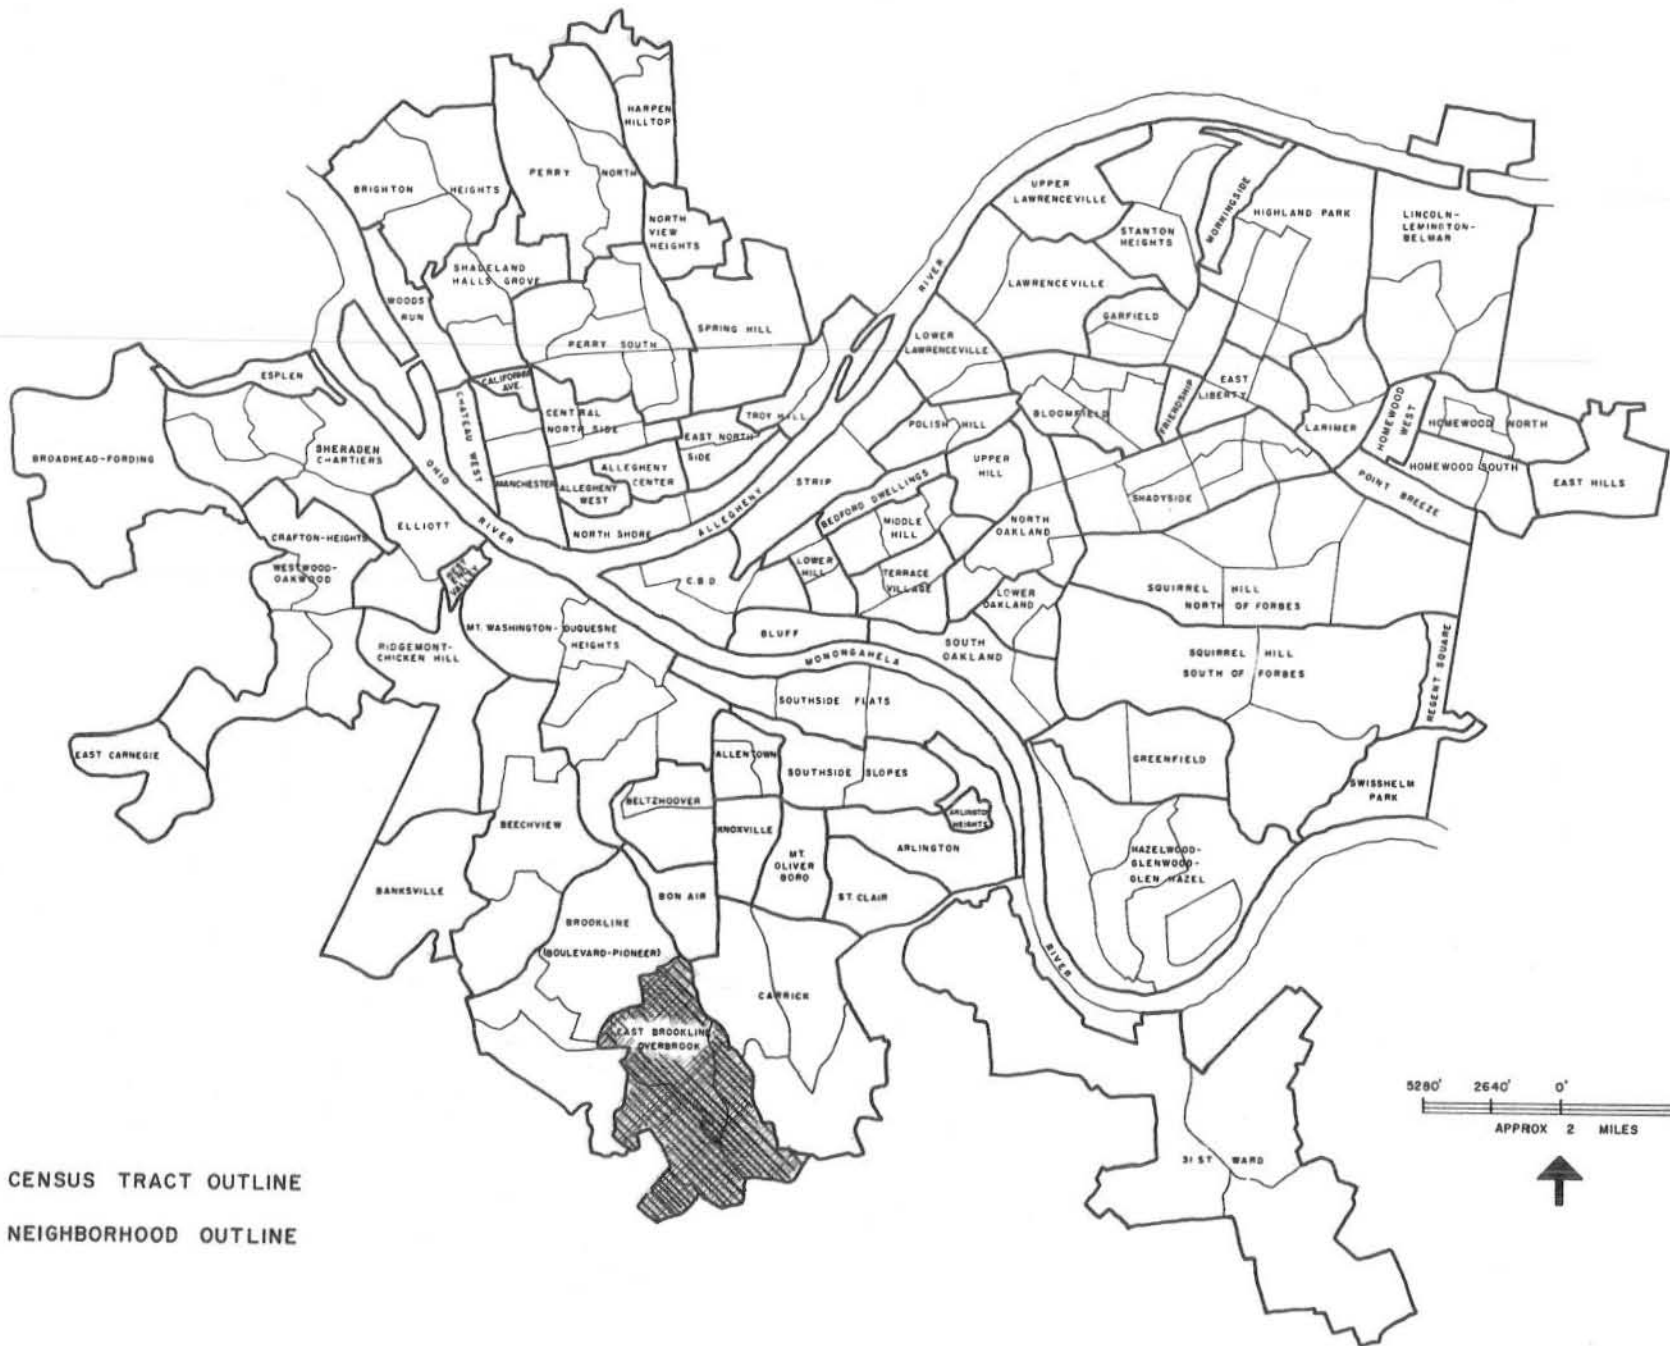 HARPEN
HILLTOP
PERRY NORTH
BRIGHTON HEIGHTS
NORTH
VIEW
HEIGHTS
UPPER
LAWRENCEVILLE
MORNINGSIDE
HIGHLAND PARK
LINCOLN-
LEMINGTON-
BELMAR
STANTON
HEIGHTS
SHADELAND
HALLS GROVE
WOODS
RUN
RIVER
LAWRENCEVILLE
GARFIELD
SPRING HILL
PERRY SOUTH
LOWER
LAWRENCEVILLE
ESPLEN
CALIFORNIA
AVE.
CHATEAU WEST
EAST
LIBERTY
FRIENDSHIP
CENTRAL
NORTH SIDE
TROY HILL
POLISH HILL
BLOOMFIELD
LARIMER
HOMEWOOD
WEST
HOMEWOOD NORTH
EAST NORTH
SIDE
BROADHEAD-FORDING
SHERADEN
CHARTIERS
OHIO
RIVER
MANCHESTER
ALLEGHENY
WEST
ALLEGHENY
CENTER
STRIP
UPPER
HILL
HOMEWOOD SOUTH
EAST HILLS
POINT BREEZE
SHADYSIDE
BEDFORD DWELLINGS
ALLEGHENY
NORTH SHORE
MIDDLE
HILL
NORTH
OAKLAND
ELLIOTT
CRAFTON-HEIGHTS
WESTWOOD-
OAKWOOD
WEST
END
VALLEY
C.B.D.
LOWER
HILL
TERRACE
VILLAGE
LOWER
OAKLAND
SQUIRREL HILL
NORTH OF FORBES
MT. WASHINGTON-DUQUESNE
HEIGHTS
BLUFF
SOUTH
OAKLAND
RIDGEMONT-
CHICKEN HILL
MONONGAHELA
SQUIRREL HILL
SOUTH OF FORBES
REGENT SQUARE
SOUTHSIDE FLATS
EAST CARNEGIE
ALLENTOWN
SOUTHSIDE SLOPES
GREENFIELD
SWISSHELM
PARK
BELTZHOOVER
ARLINGTON
HEIGHTS
BEECHVIEW
KNOXVILLE
ARLINGTON
MT.
OLIVER
BORO
HAZELWOOD-
GLENWOOD-
GLEN HAZEL
BANKSVILLE
BON AIR
ST. CLAIR
BROOKLINE
(BOULEVARD-PIONEER)
RIVER
CARRICK
EAST BROOKLINE
OVERBROOK
5280' 2640' 0'
APPROX 2 MILES
31 ST WARD
CENSUS TRACT OUTLINE
NEIGHBORHOOD OUTLINE